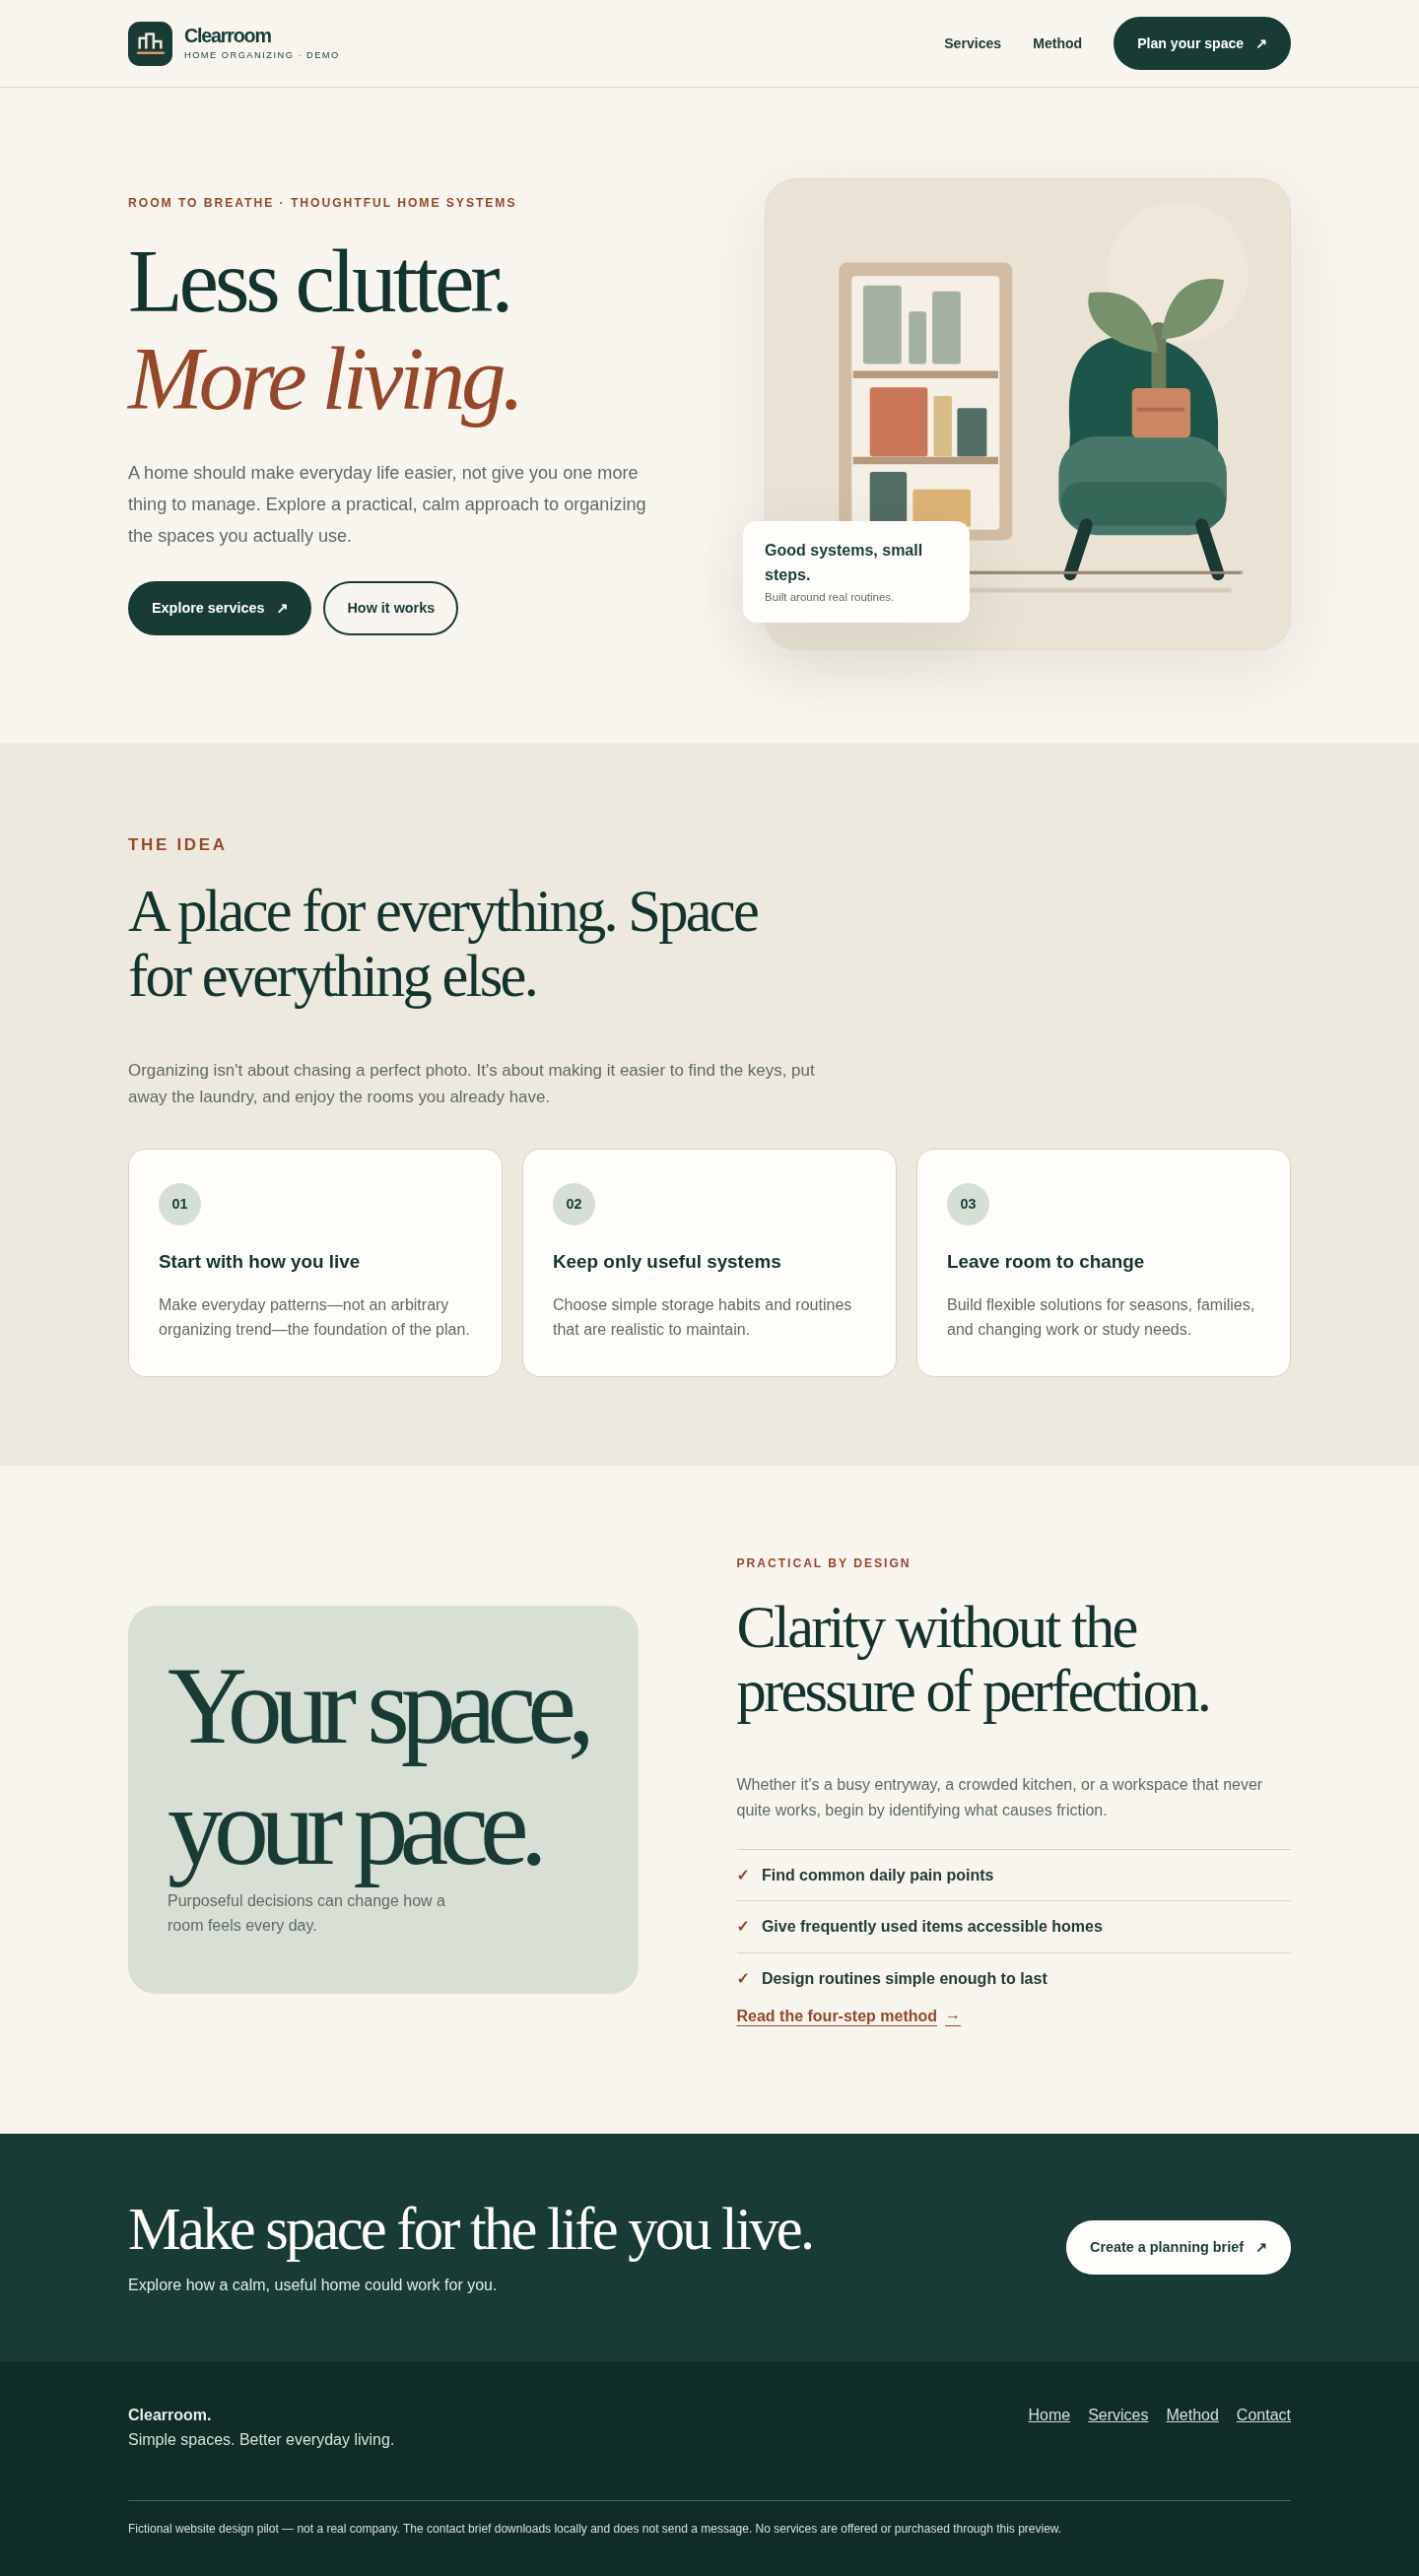 Clearroom
HOME ORGANIZING · DEMO
Services
Method
Plan your space ↗
ROOM TO BREATHE · THOUGHTFUL HOME SYSTEMS
Less clutter.
More living.
A home should make everyday life easier, not give you one more
thing to manage. Explore a practical, calm approach to organizing
the spaces you actually use.
Explore services ↗
How it works
Good systems, small
steps.
Built around real routines.
THE IDEA
A place for everything. Space
for everything else.
Organizing isn't about chasing a perfect photo. It's about making it easier to find the keys, put
away the laundry, and enjoy the rooms you already have.
01
Start with how you live
Make everyday patterns—not an arbitrary
organizing trend—the foundation of the plan.
02
Keep only useful systems
Choose simple storage habits and routines
that are realistic to maintain.
03
Leave room to change
Build flexible solutions for seasons, families,
and changing work or study needs.
Your space,
your pace.
Purposeful decisions can change how a
room feels every day.
PRACTICAL BY DESIGN
Clarity without the
pressure of perfection.
Whether it's a busy entryway, a crowded kitchen, or a workspace that never
quite works, begin by identifying what causes friction.
✓ Find common daily pain points
✓ Give frequently used items accessible homes
✓ Design routines simple enough to last
Read the four-step method →
Make space for the life you live.
Explore how a calm, useful home could work for you.
Create a planning brief ↗
Clearroom.
Simple spaces. Better everyday living.
Home
Services
Method
Contact
Fictional website design pilot — not a real company. The contact brief downloads locally and does not send a message. No services are offered or purchased through this preview.